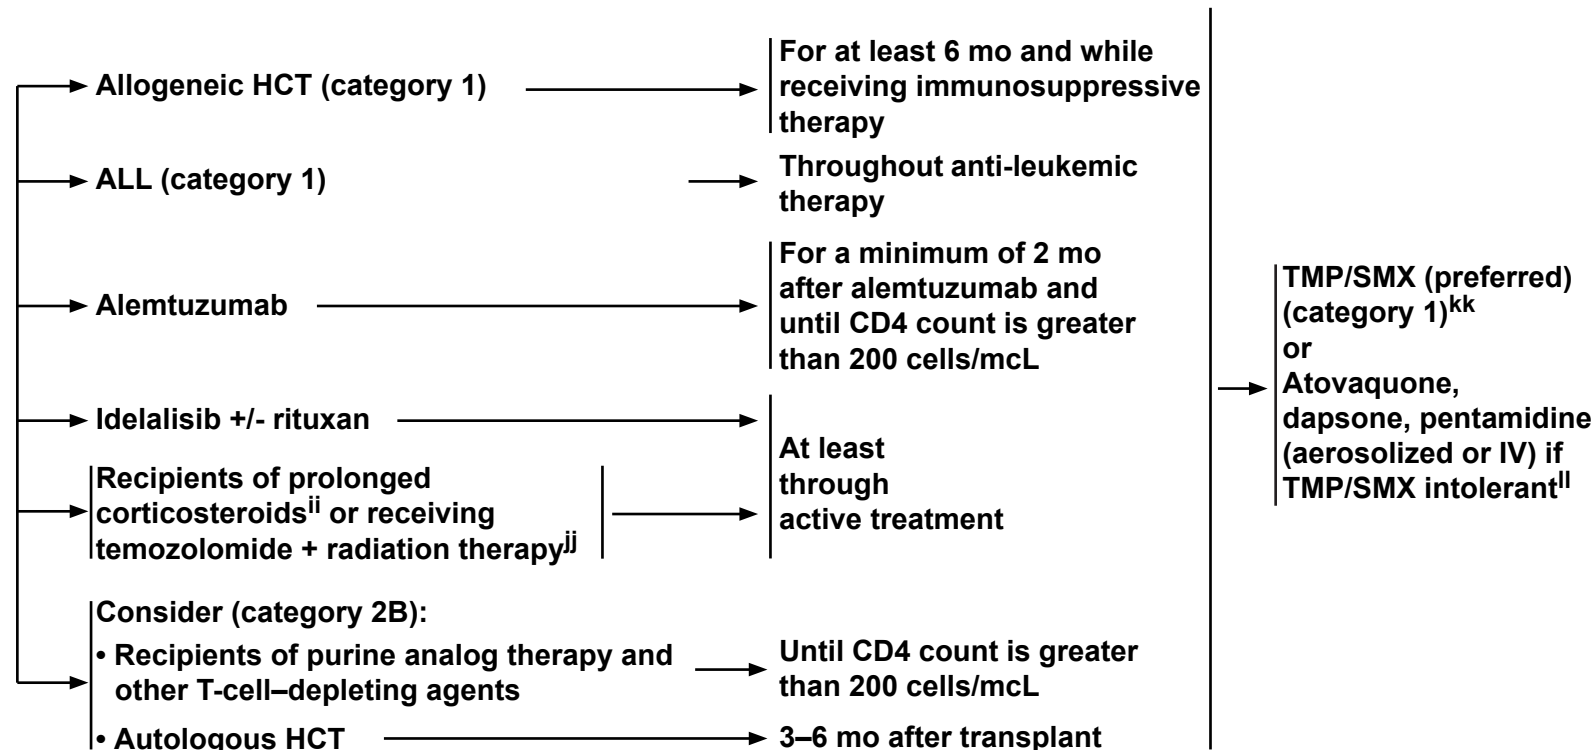 Allogeneic HCT (category 1)
For at least 6 mo and while
receiving immunosuppressive
therapy
ALL (category 1)
Throughout anti-leukemic
therapy
Alemtuzumab
For a minimum of 2 mo
after alemtuzumab and
until CD4 count is greater
than 200 cells/mcL
Idelalisib +/- rituxan
Recipients of prolonged
corticosteroidsii or receiving
temozolomide + radiation therapyjj
At least
through
active treatment
Consider (category 2B):
• Recipients of purine analog therapy and
other T-cell–depleting agents
Until CD4 count is greater
than 200 cells/mcL
• Autologous HCT
3–6 mo after transplant
TMP/SMX (preferred)
(category 1)kk
or
Atovaquone,
dapsone, pentamidine
(aerosolized or IV) if
TMP/SMX intolerantll